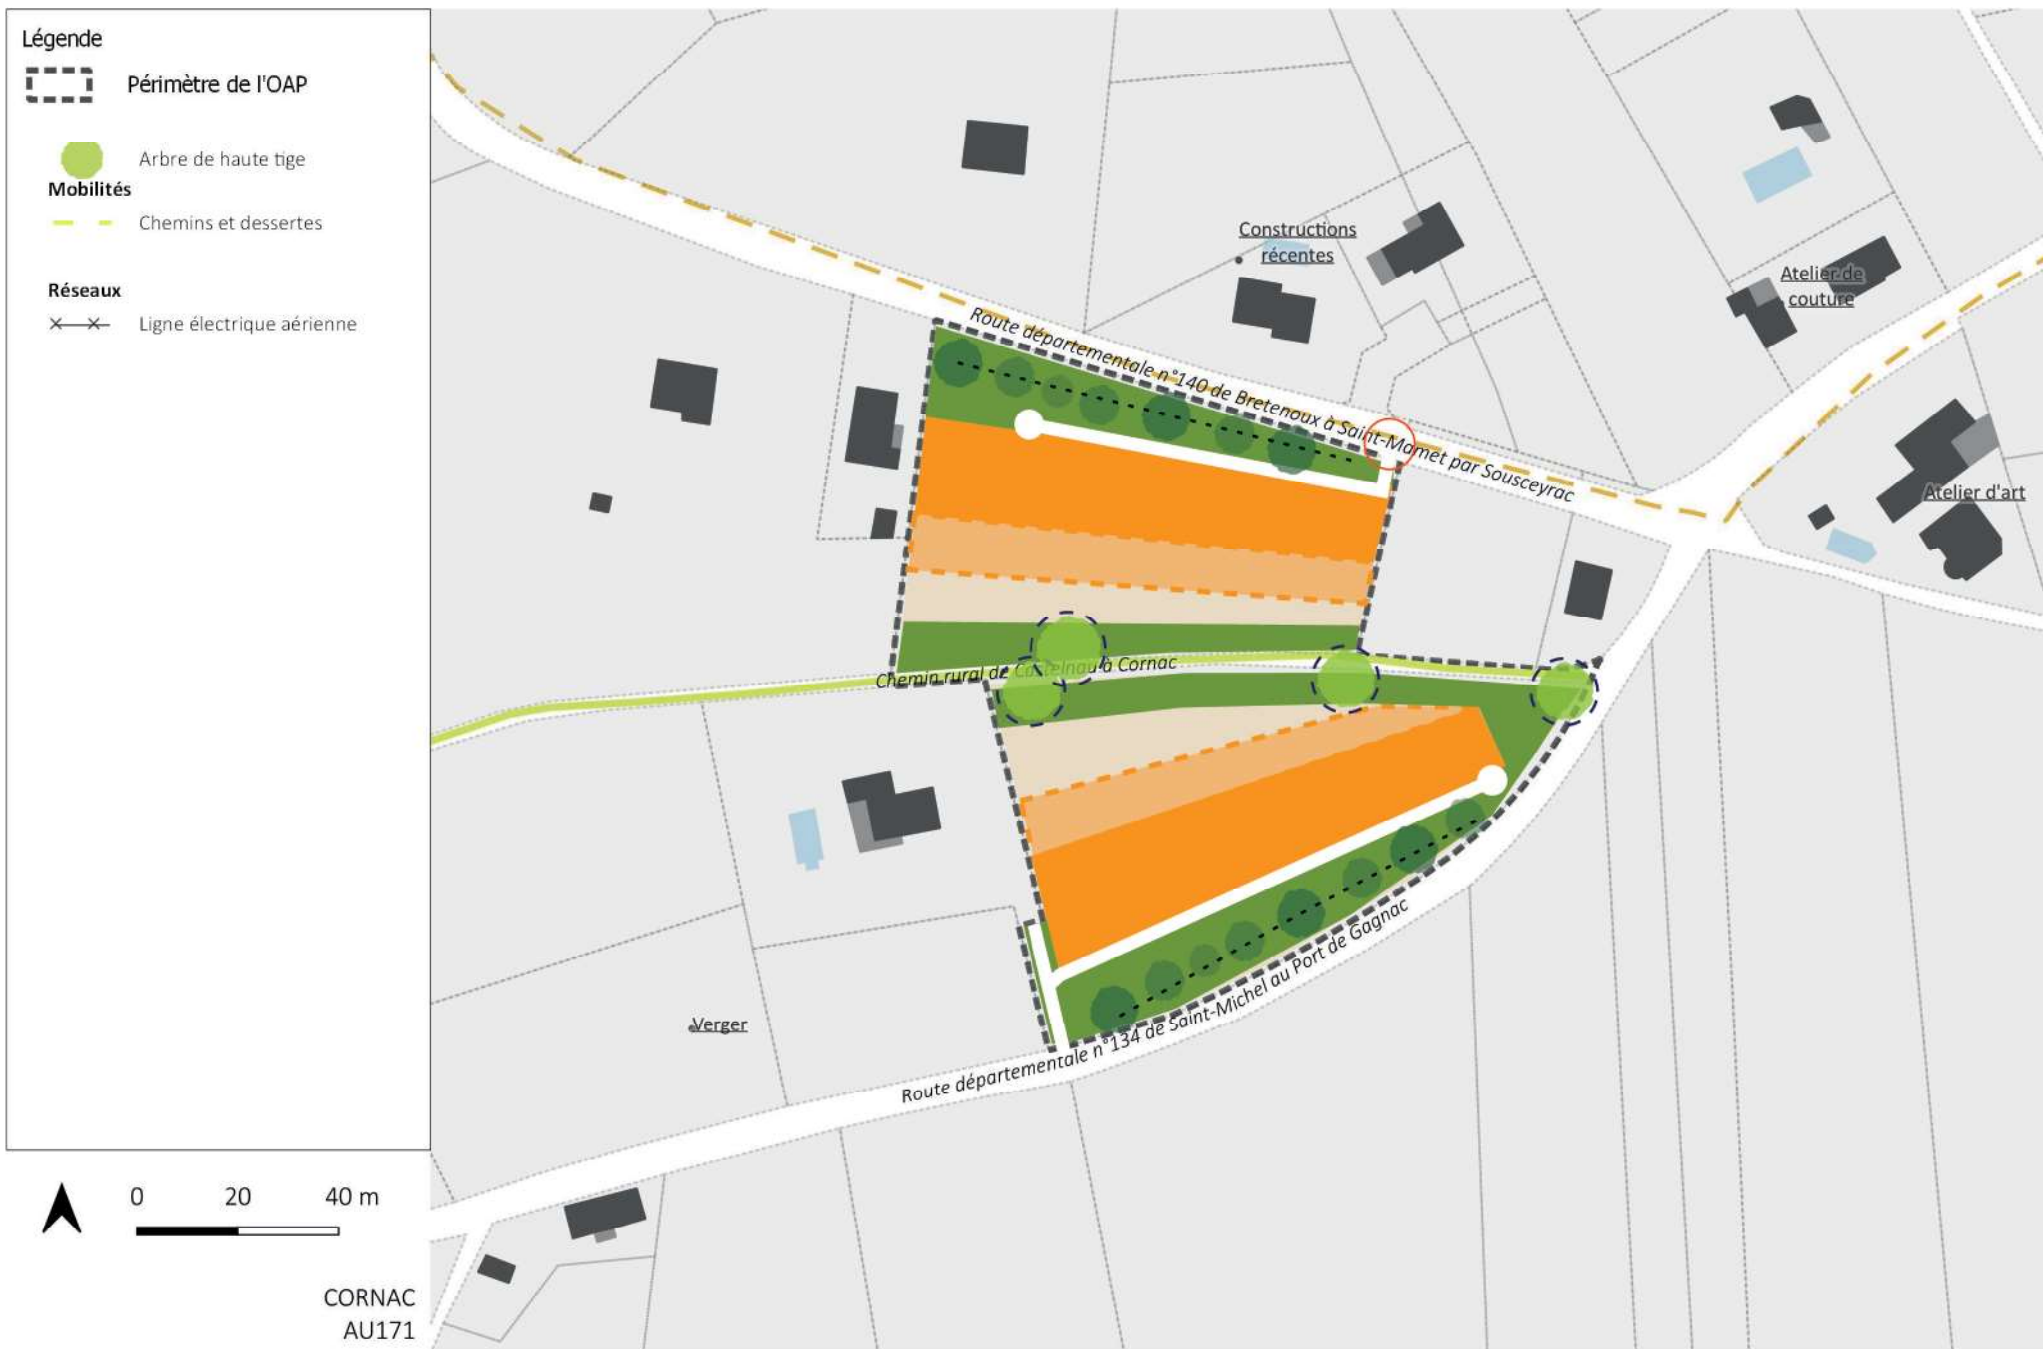 Légende
Périmètre de l'OAP
Arbre de haute tige
Mobilités
Chemins et dessertes
Réseaux
Ligne électrique aérienne
Constructions
récentes
Atelier de
couture
Route départementale n°140 de Bretenoux à Saint-Mamet par Sousceyrac
Atelier d'art
Chemin rural de Castelnau à Cornac
Verger
Route départementale n°134 de Saint-Michel au Port de Gagnac
0 20 40 m
CORNAC
AU171